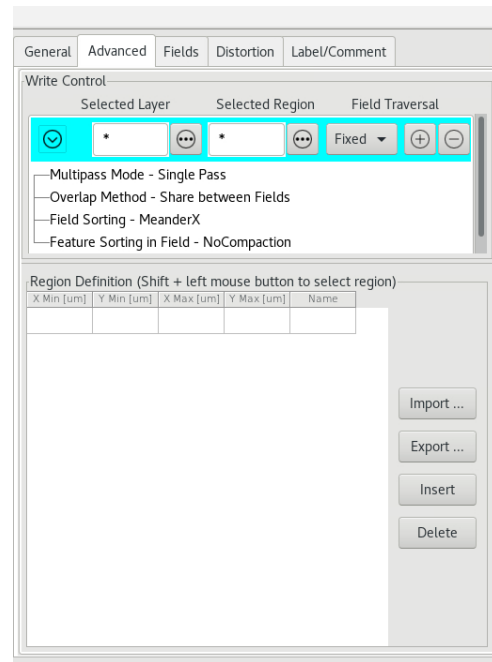 General Advanced Fields Distortion Label/Comment
Write Control
Selected Layer Selected Region Field Traversal
* * Fixed
Multipass Mode - Single Pass
Overlap Method - Share between Fields
Field Sorting - MeanderX
Feature Sorting in Field - NoCompaction
Region Definition (Shift + left mouse button to select region)
X Min [um] Y Min [um] X Max [um] Y Max [um] Name
Import ...
Export ...
Insert
Delete